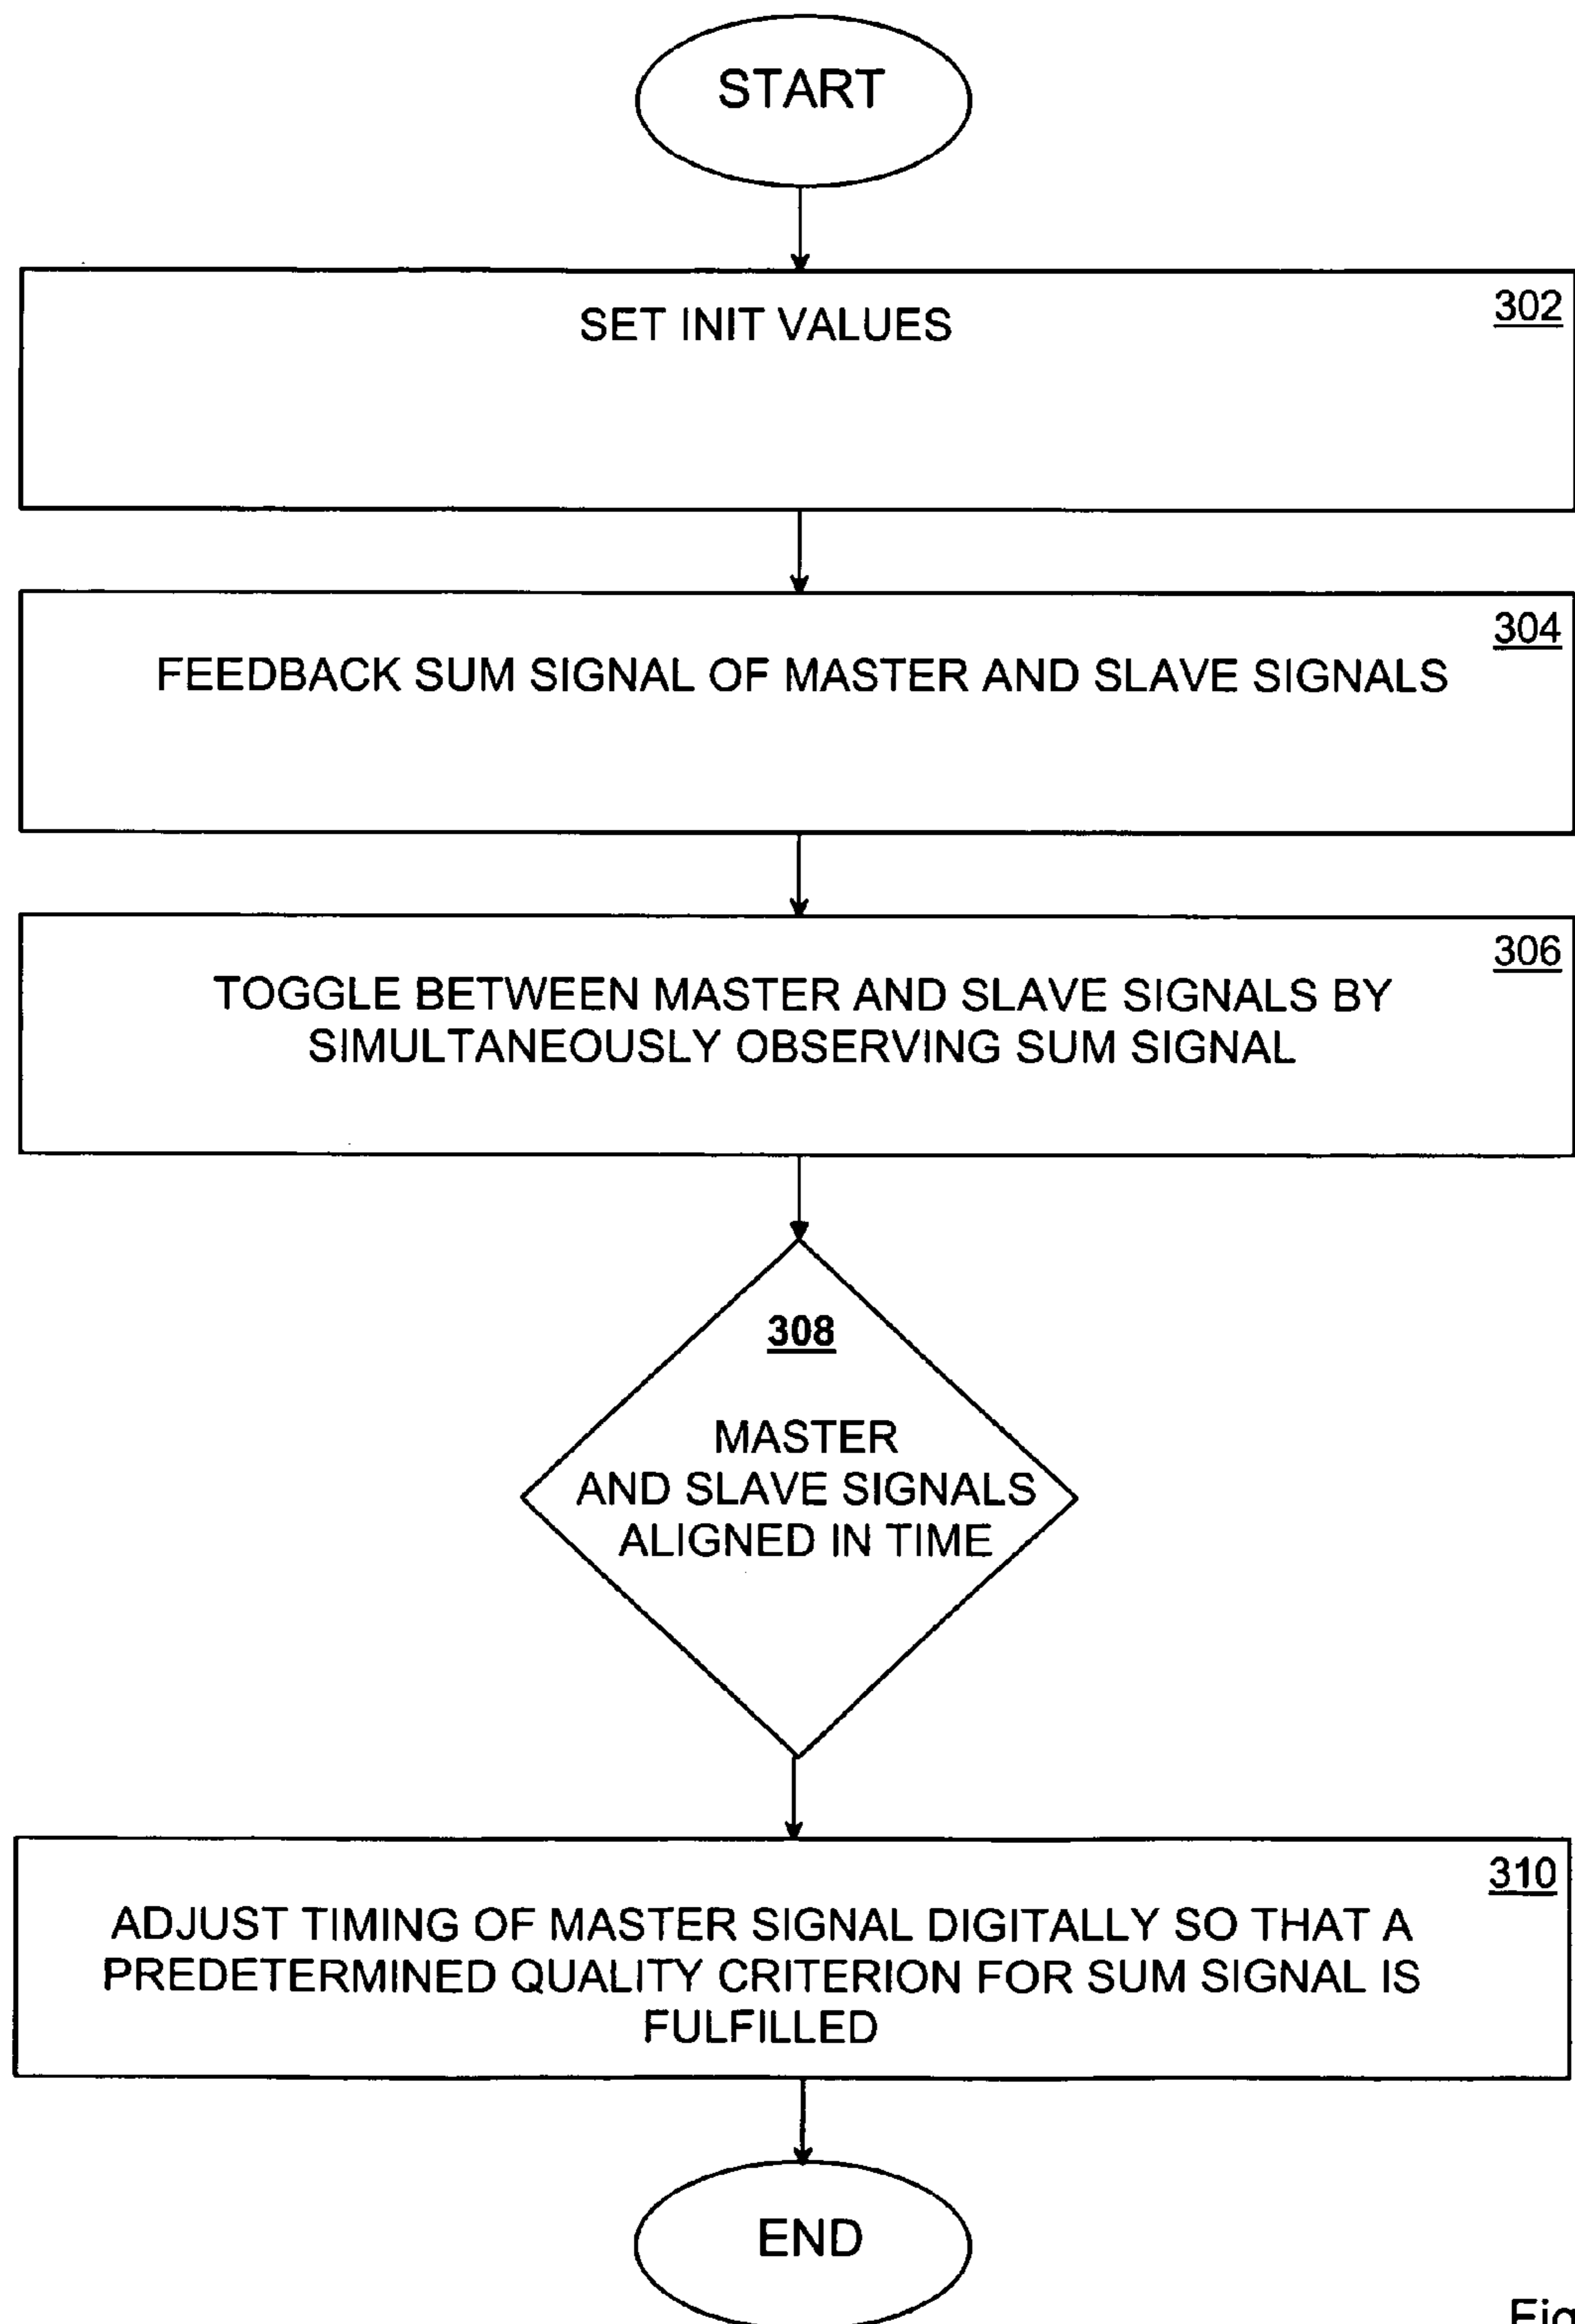 START
302
SET INIT VALUES
304
FEEDBACK SUM SIGNAL OF MASTER AND SLAVE SIGNALS
306
TOGGLE BETWEEN MASTER AND SLAVE SIGNALS BY
SIMULTANEOUSLY OBSERVING SUM SIGNAL
308
MASTER
AND SLAVE SIGNALS
ALIGNED IN TIME
310
ADJUST TIMING OF MASTER SIGNAL DIGITALLY SO THAT A
PREDETERMINED QUALITY CRITERION FOR SUM SIGNAL IS
FULFILLED
END
Fig